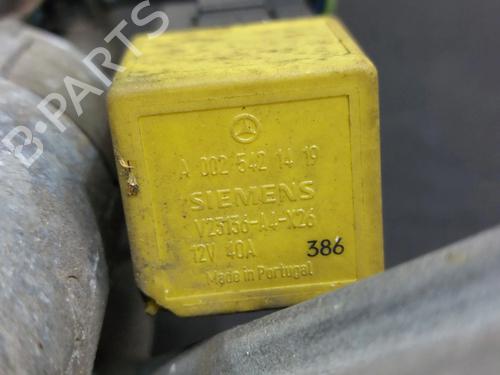 B-PARTS
A 002 542 14 19
SIEMENS
V23136-A4-X26
12V 40A
386
Made in Portugal